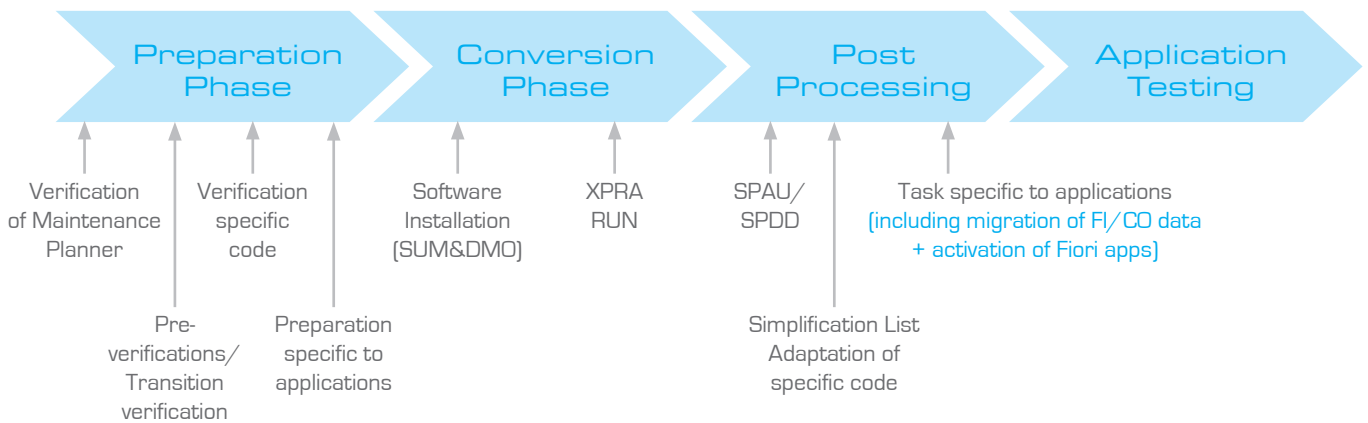 Preparation
Phase
Conversion
Phase
Post
Processing
Application
Testing
Verification
of Maintenance
Planner
Verification
specific
code
Software
Installation
(SUM&DMO)
XPRA
RUN
SPAU/
SPDD
Task specific to applications
(including migration of FI/CO data
+ activation of Fiori apps)
Pre-
verifications/
Transition
verification
Preparation
specific to
applications
Simplification List
Adaptation of
specific code